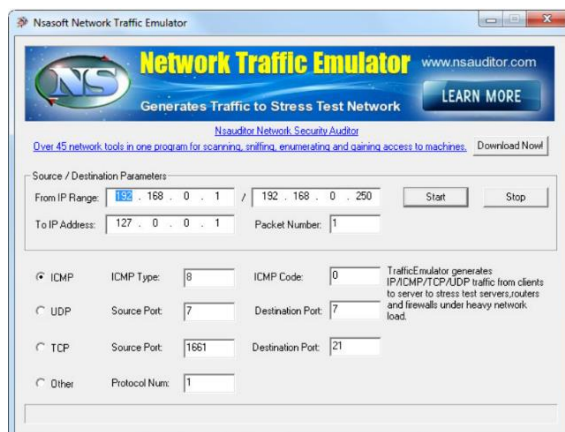 Nsasoft Network Traffic Emulator
NS
Network Traffic Emulator
www.nsauditor.com
LEARN MORE
Generates Traffic to Stress Test Network
Nsauditor Network Security Auditor
Over 45 network tools in one program for scanning, sniffing, enumerating and gaining access to machines.
Download Now!
Source / Destination Parameters
From IP Range: 192 . 168 . 0 . 1 / 192 . 168 . 0 . 250 Start Stop
To IP Address: 127 . 0 . 0 . 1 Packet Number: 1
ICMP ICMP Type: 8 ICMP Code: 0
TrafficEmulator generates
IP/ICMP/TCP/UDP traffic from clients
to server to stress test servers,routers
and firewalls under heavy network
load.
UDP Source Port: 7 Destination Port: 7
TCP Source Port: 1661 Destination Port: 21
Other Protocol Num: 1